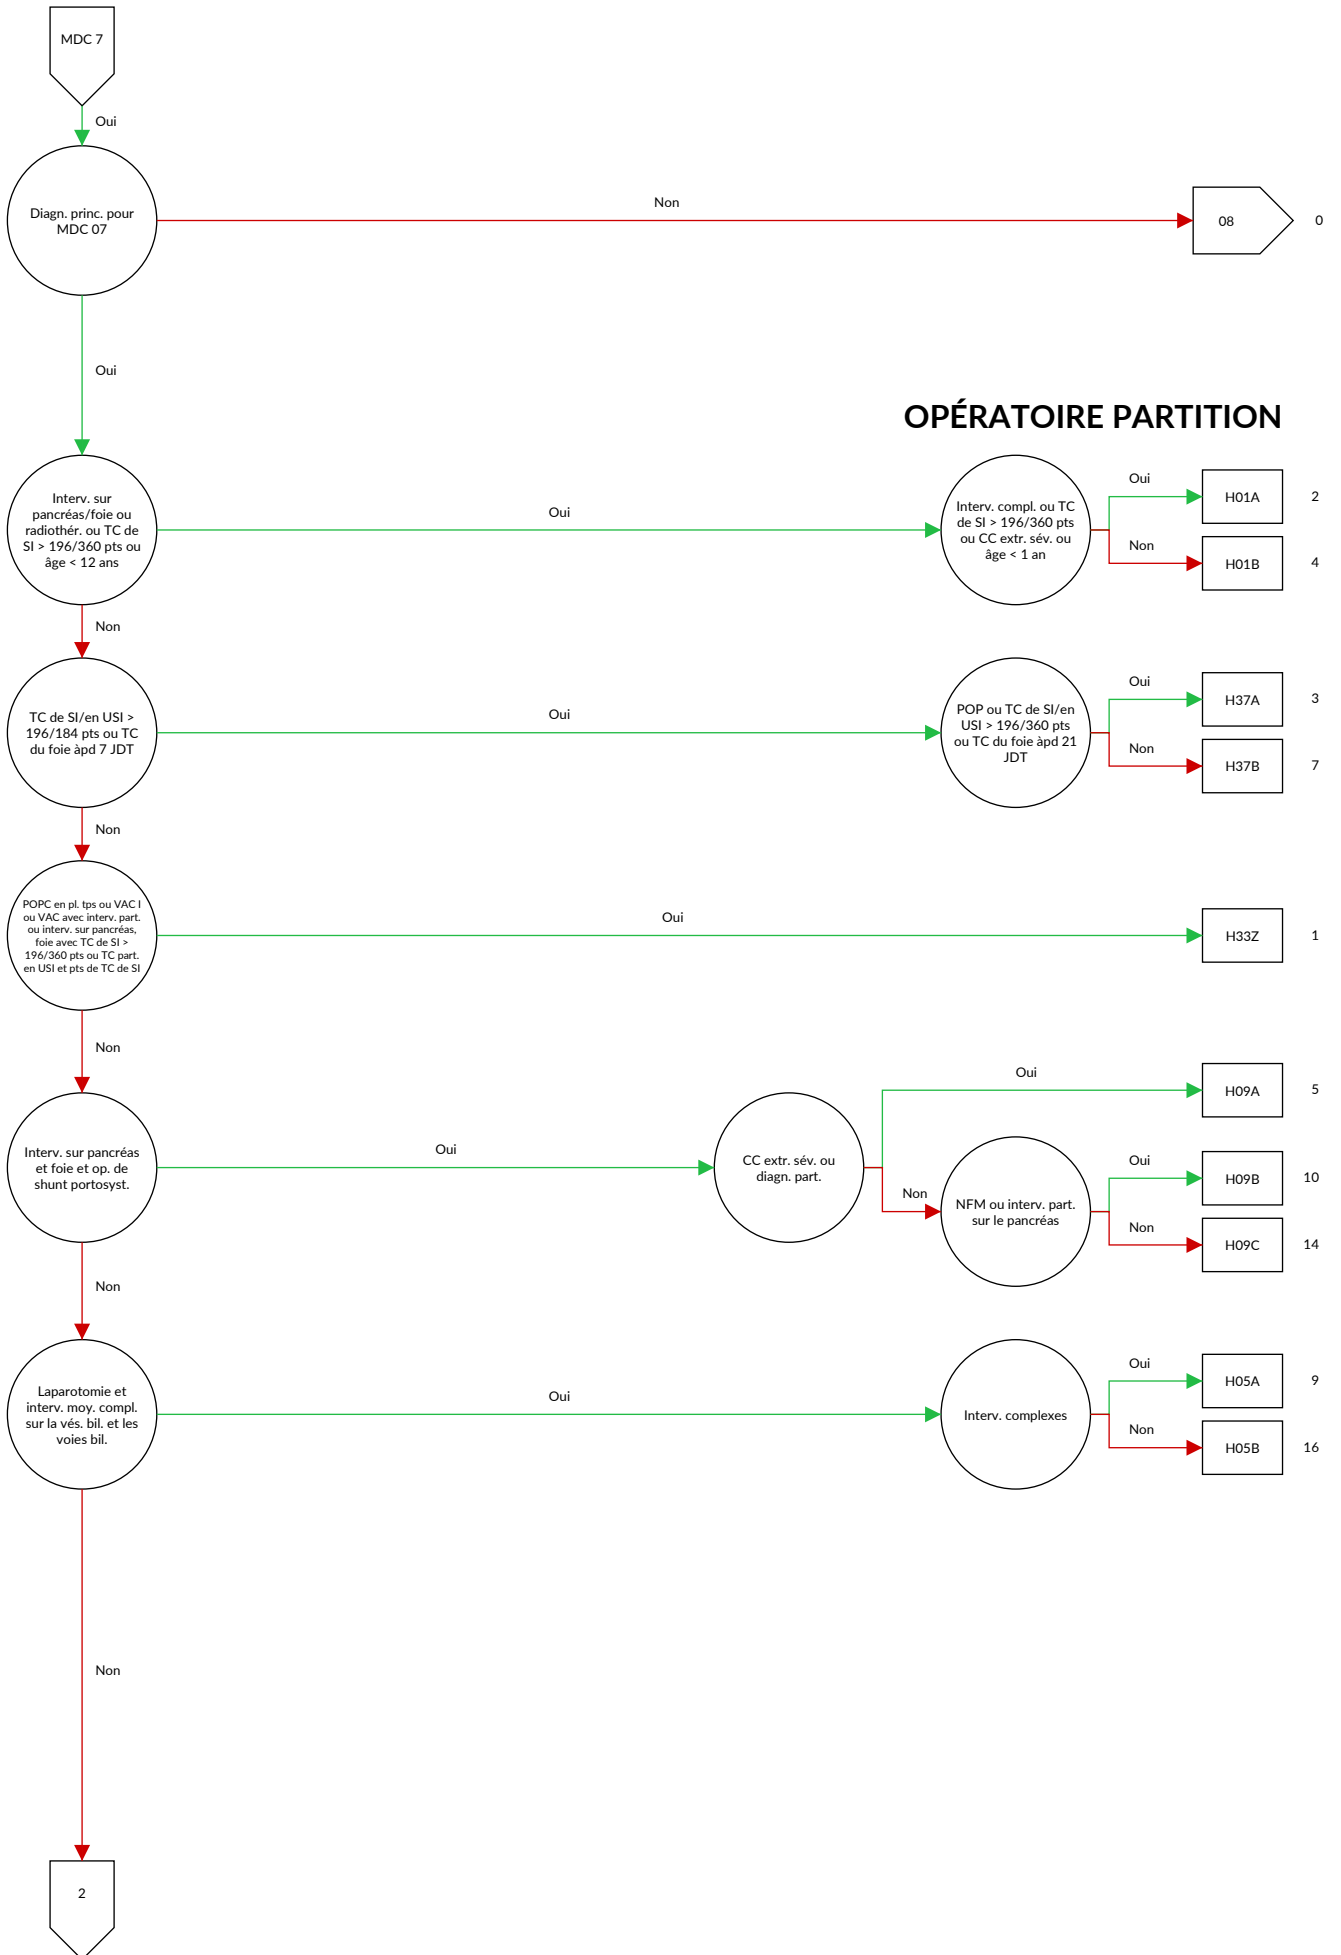 MDC 7
Oui
Diagn. princ. pour
MDC 07
Non
08
0
Oui
OPÉRATOIRE PARTITION
Interv. sur
pancréas/foie ou
radiothér. ou TC de
SI > 196/360 pts ou
âge < 12 ans
Oui
Interv. compl. ou TC
de SI > 196/360 pts
ou CC extr. sév. ou
âge < 1 an
Oui
H01A
2
Non
H01B
4
Non
TC de SI/en USI >
196/184 pts ou TC
du foie àpd 7 JDT
Oui
POP ou TC de SI/en
USI > 196/360 pts
ou TC du foie àpd 21
JDT
Oui
H37A
3
Non
H37B
7
Non
POPC en pl. tps ou VAC I
ou VAC avec interv. part.
ou interv. sur pancréas,
foie avec TC de SI >
196/360 pts ou TC part.
en USI et pts de TC de SI
Oui
H33Z
1
Non
Interv. sur pancréas
et foie et op. de
shunt portosyst.
Oui
CC extr. sév. ou
diagn. part.
Oui
H09A
5
Non
NFM ou interv. part.
sur le pancréas
Oui
H09B
10
Non
H09C
14
Non
Laparotomie et
interv. moy. compl.
sur la vés. bil. et les
voies bil.
Oui
Interv. complexes
Oui
H05A
9
Non
H05B
16
Non
2